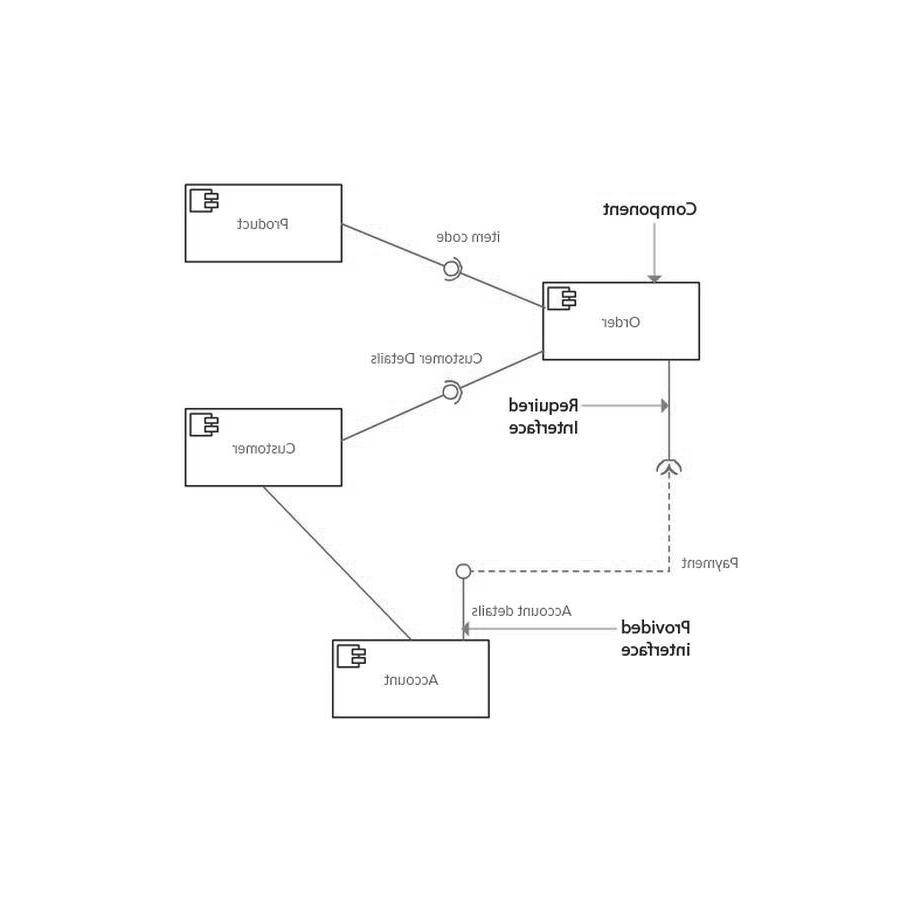 Component
Product
item code
Order
Customer Details
Required
Interface
Customer
Payment
Account details
Provided
interface
Account